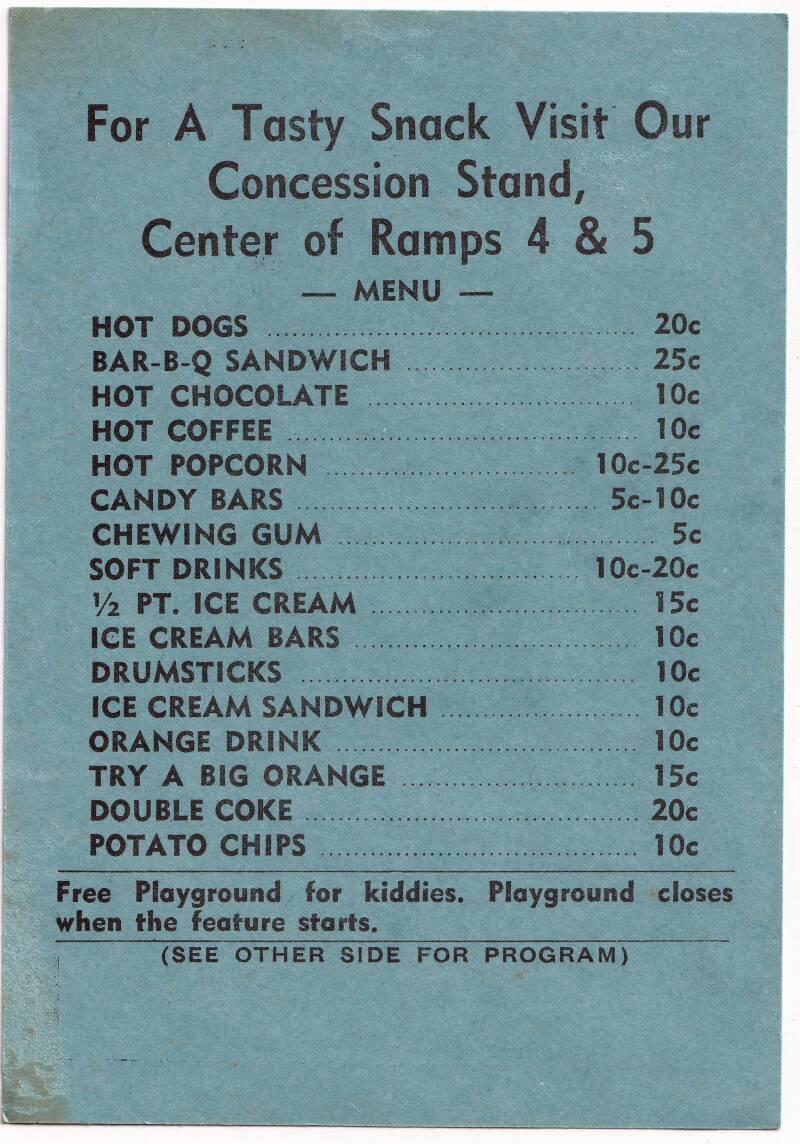 For A Tasty Snack Visit Our
Concession Stand,
Center of Ramps 4 & 5
— MENU —
HOT DOGS ........................................ 20c
BAR-B-Q SANDWICH ........................ 25c
HOT CHOCOLATE ............................ 10c
HOT COFFEE .................................... 10c
HOT POPCORN ........................... 10c-25c
CANDY BARS ................................ 5c-10c
CHEWING GUM .................................. 5c
SOFT DRINKS .............................. 10c-20c
½ PT. ICE CREAM ............................ 15c
ICE CREAM BARS ............................. 10c
DRUMSTICKS .................................... 10c
ICE CREAM SANDWICH .................... 10c
ORANGE DRINK ................................ 10c
TRY A BIG ORANGE ......................... 15c
DOUBLE COKE ................................... 20c
POTATO CHIPS .................................. 10c
Free Playground for kiddies. Playground closes
when the feature starts.
(SEE OTHER SIDE FOR PROGRAM)